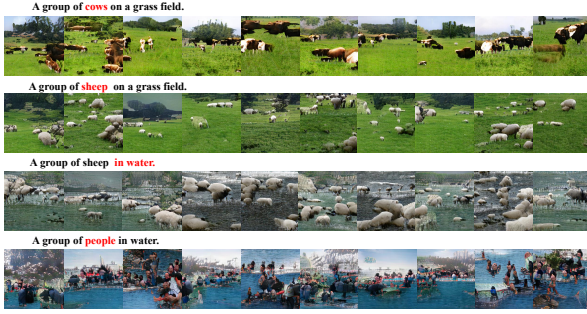 A group of cows on a grass field.
A group of sheep on a grass field.
A group of sheep in water.
A group of people in water.